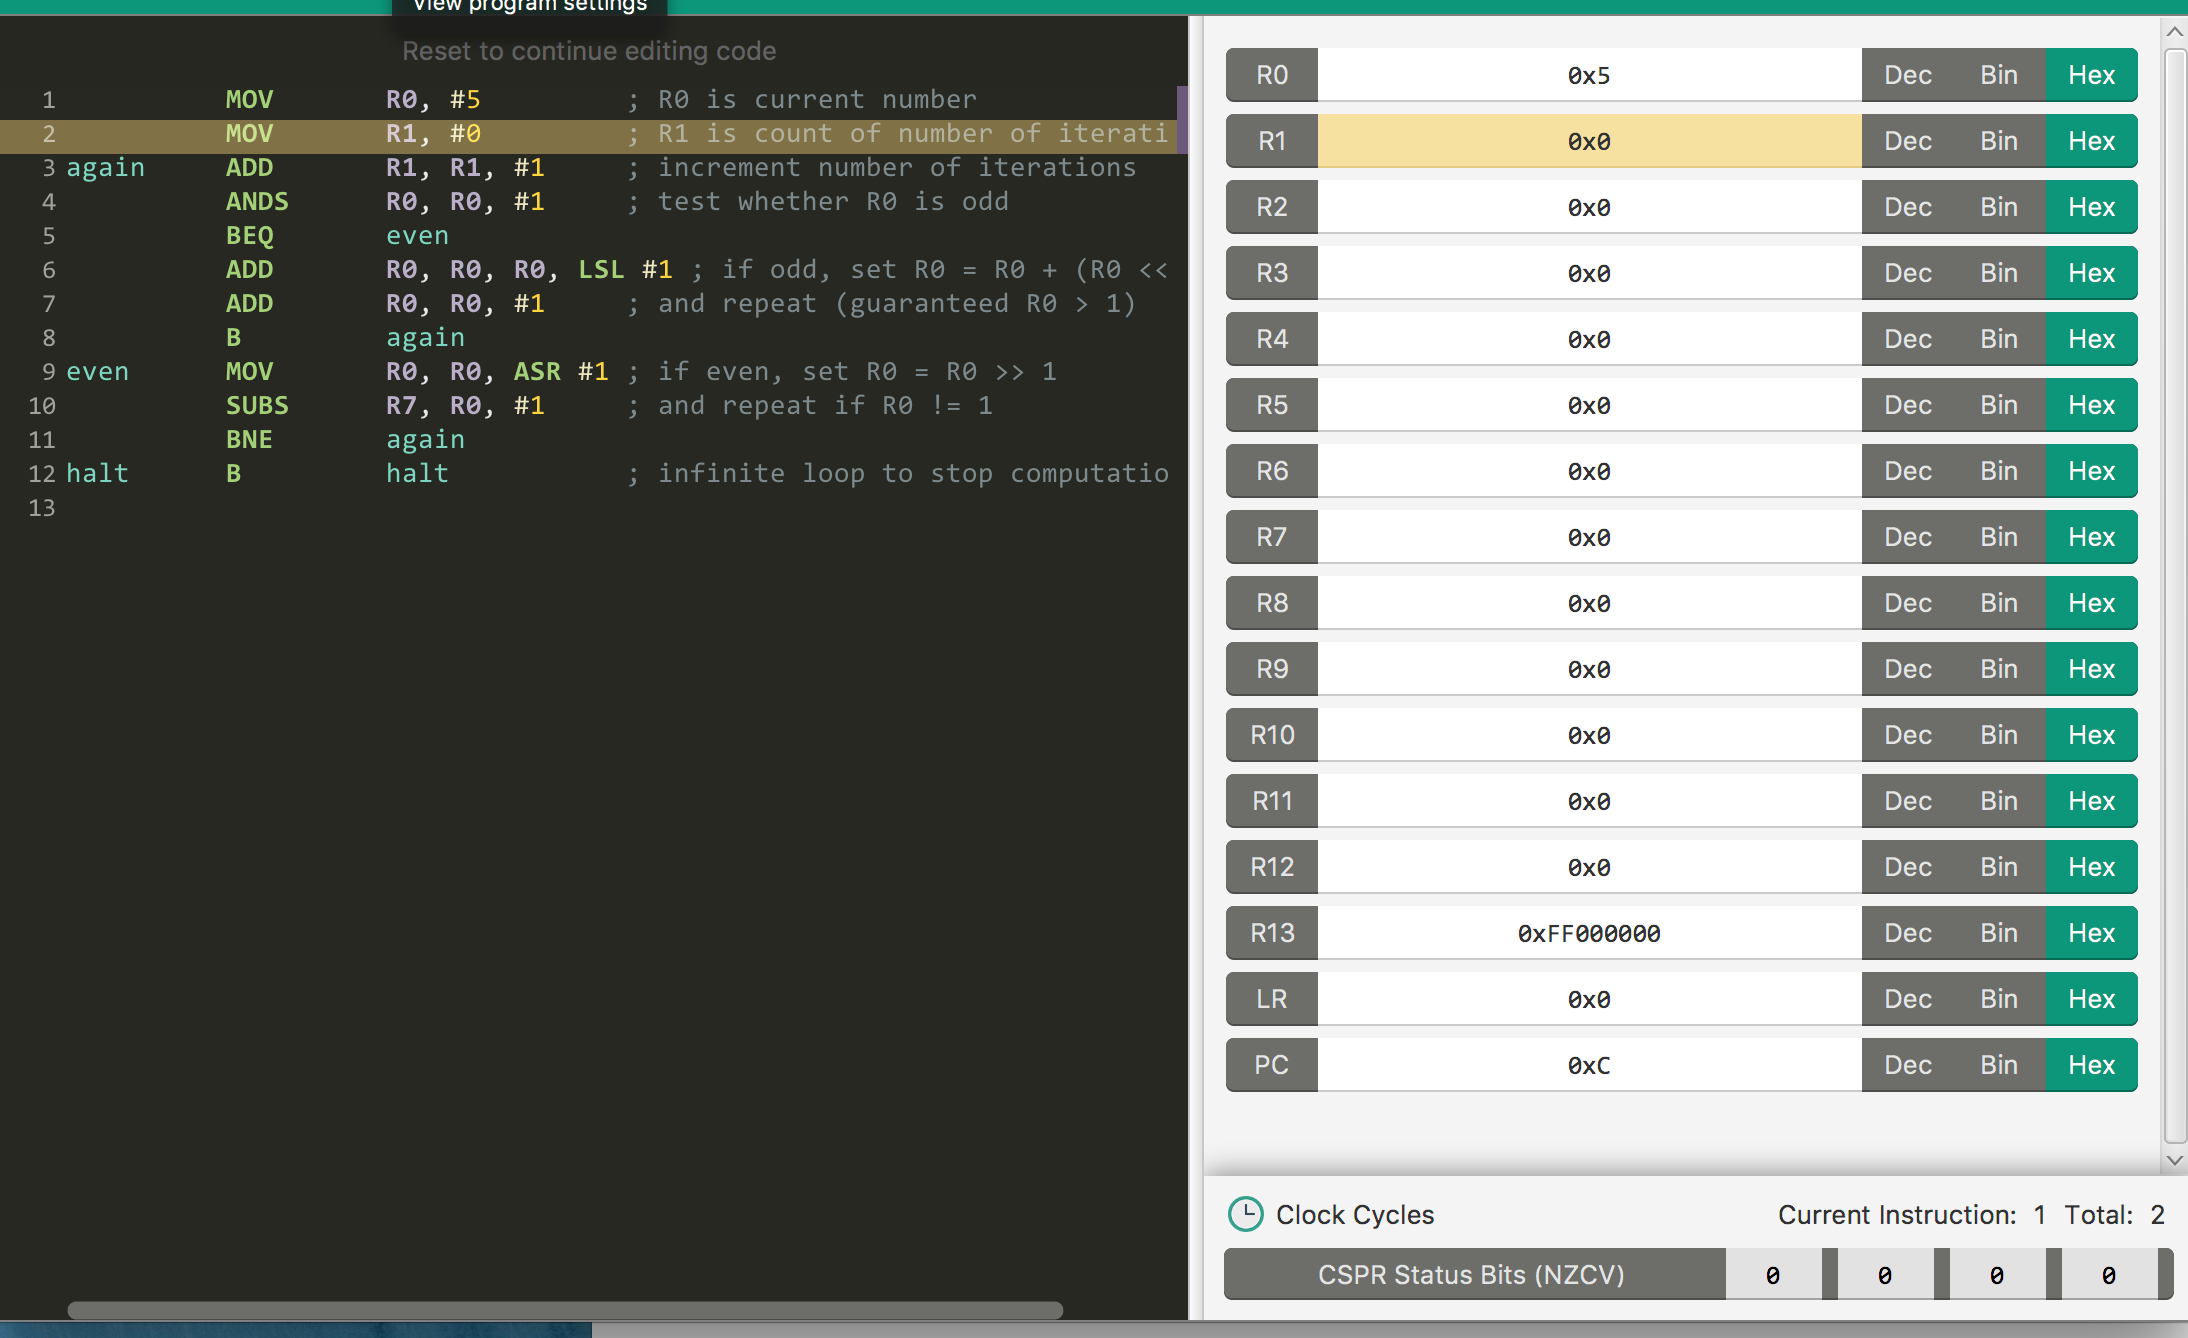 View program settings
Reset to continue editing code
1 MOV R0, #5 ; R0 is current number
2 MOV R1, #0 ; R1 is count of number of iterati
3 again ADD R1, R1, #1 ; increment number of iterations
4 ANDS R0, R0, #1 ; test whether R0 is odd
5 BEQ even
6 ADD R0, R0, R0, LSL #1 ; if odd, set R0 = R0 + (R0 <<
7 ADD R0, R0, #1 ; and repeat (guaranteed R0 > 1)
8 B again
9 even MOV R0, R0, ASR #1 ; if even, set R0 = R0 >> 1
10 SUBS R7, R0, #1 ; and repeat if R0 != 1
11 BNE again
12 halt B halt ; infinite loop to stop computatio
13
R0 0x5 Dec Bin Hex
R1 0x0 Dec Bin Hex
R2 0x0 Dec Bin Hex
R3 0x0 Dec Bin Hex
R4 0x0 Dec Bin Hex
R5 0x0 Dec Bin Hex
R6 0x0 Dec Bin Hex
R7 0x0 Dec Bin Hex
R8 0x0 Dec Bin Hex
R9 0x0 Dec Bin Hex
R10 0x0 Dec Bin Hex
R11 0x0 Dec Bin Hex
R12 0x0 Dec Bin Hex
R13 0xFF000000 Dec Bin Hex
LR 0x0 Dec Bin Hex
PC 0xC Dec Bin Hex
Clock Cycles Current Instruction: 1 Total: 2
CSPR Status Bits (NZCV) 0 0 0 0